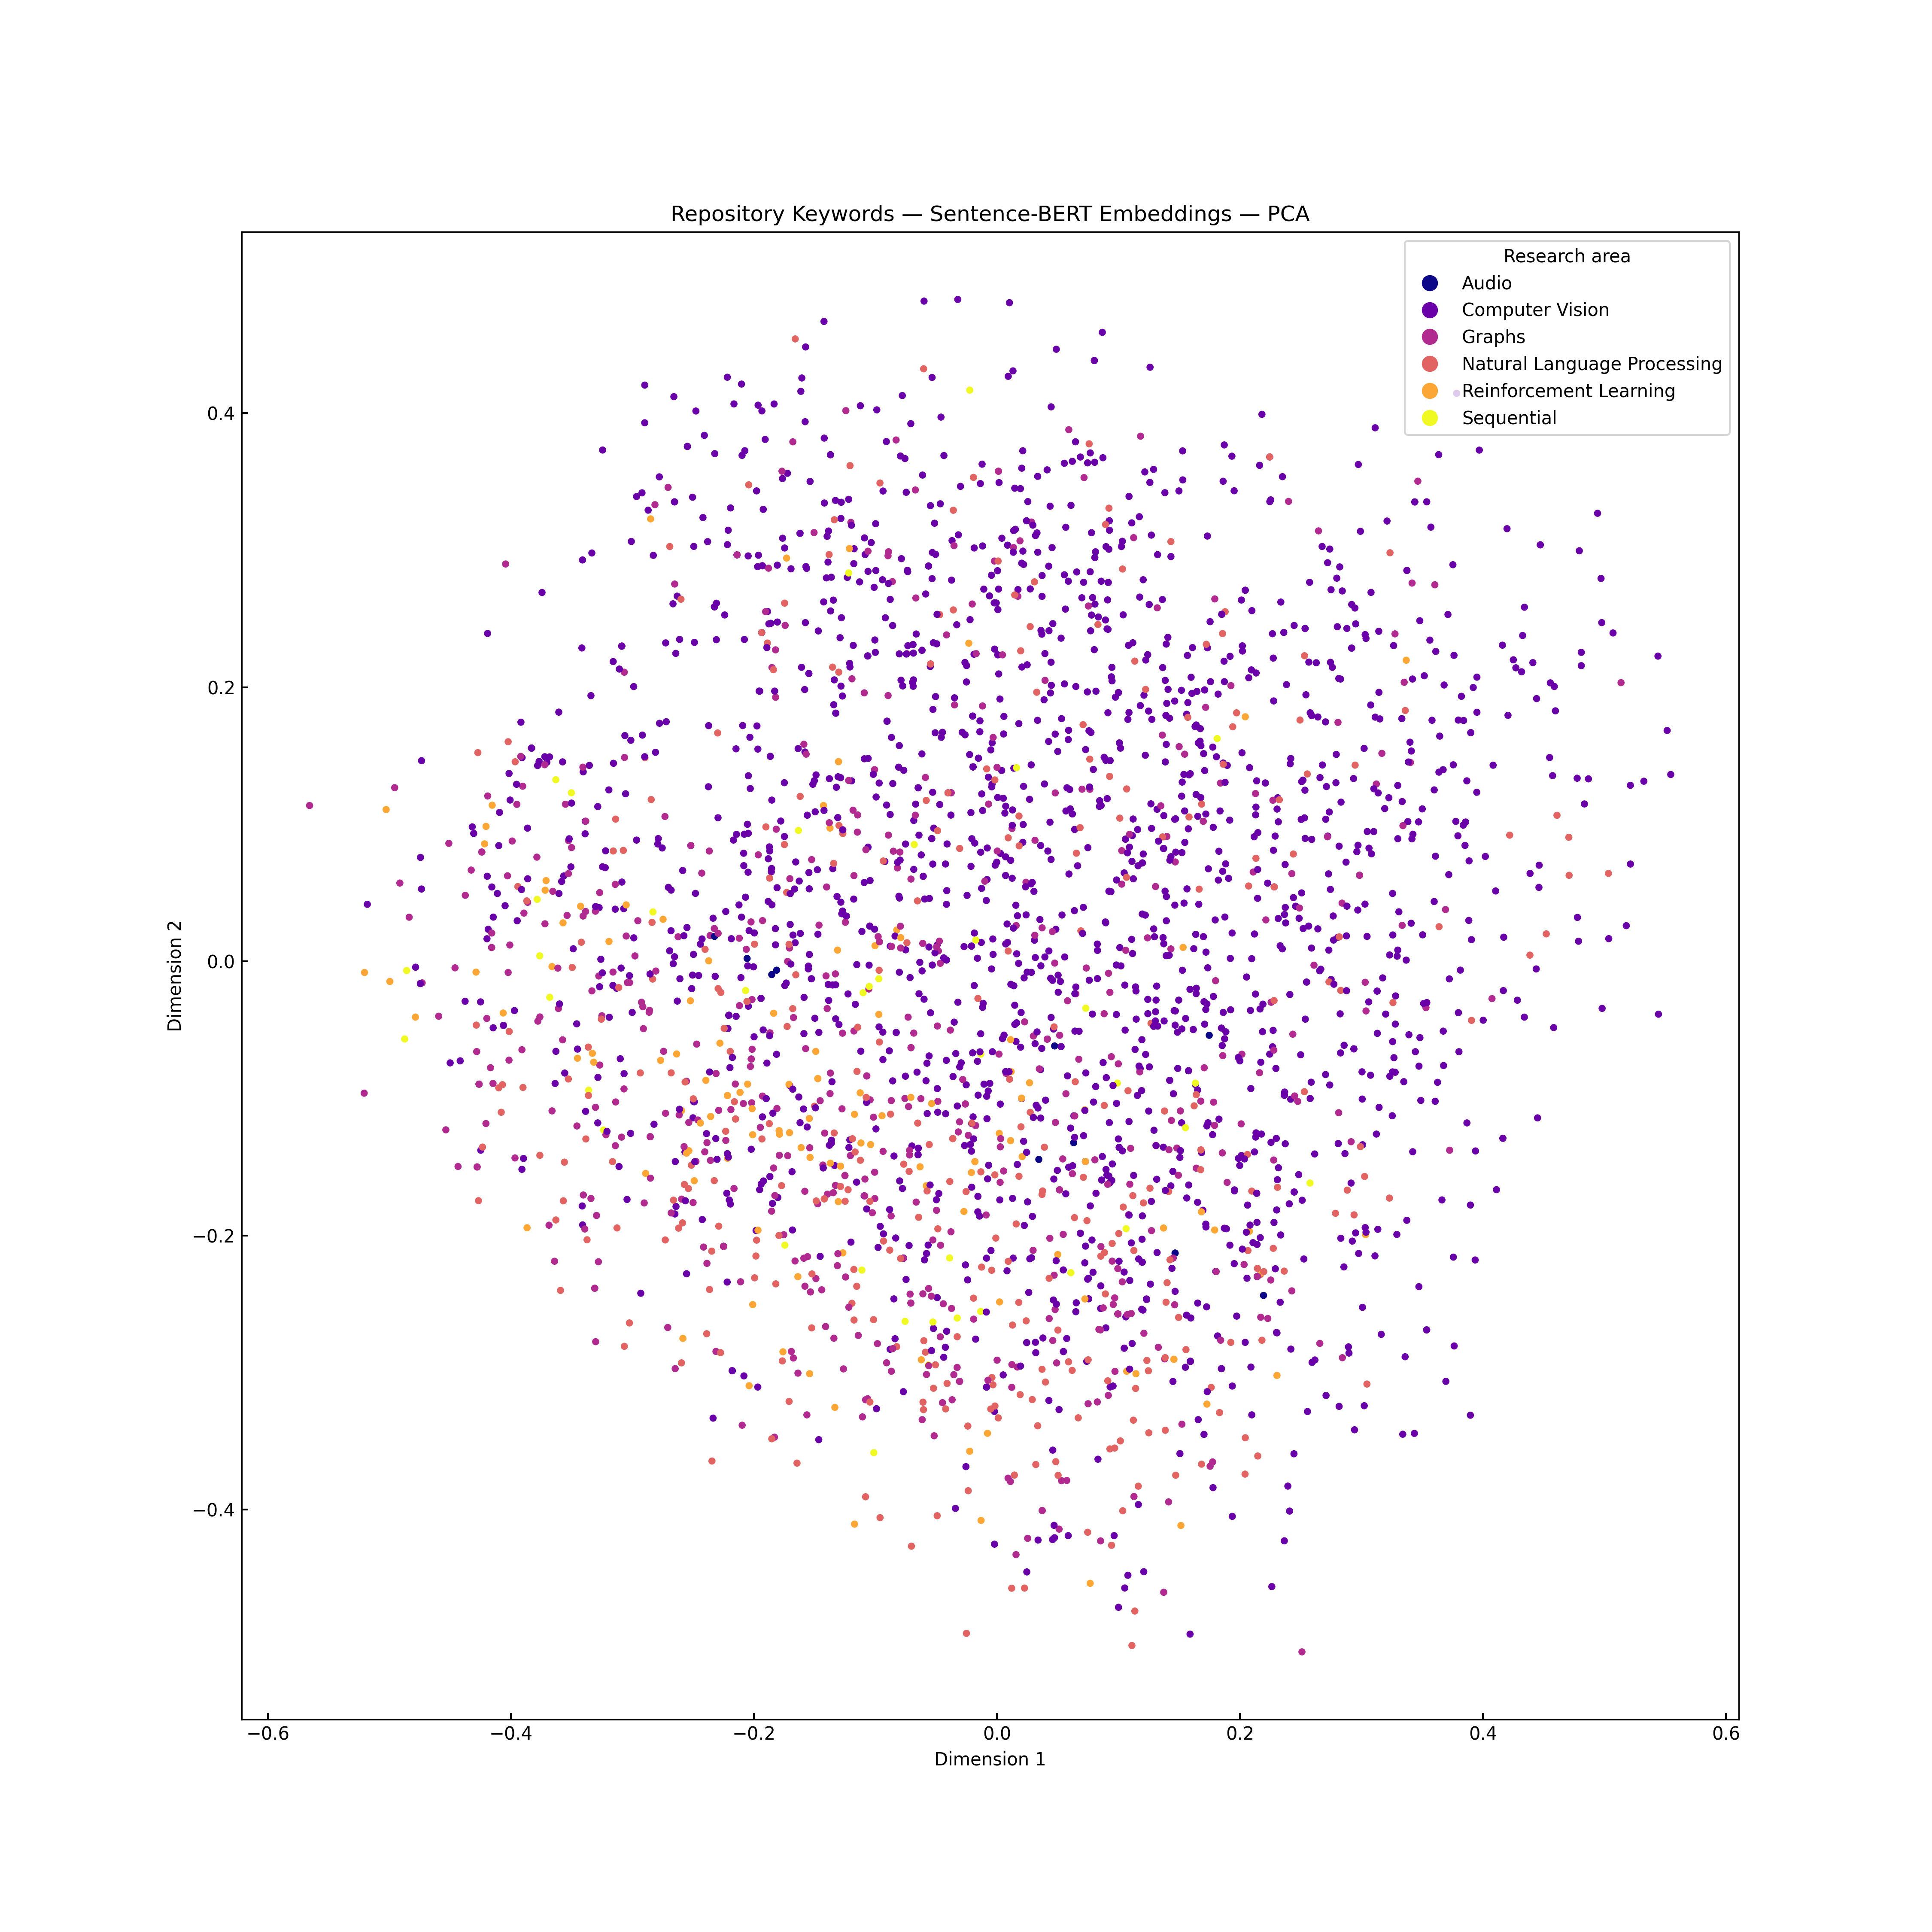 Repository Keywords — Sentence-BERT Embeddings — PCA
Research area
Audio
Computer Vision
Graphs
Natural Language Processing
Reinforcement Learning
Sequential
0.4
0.2
0.0
−0.2
−0.4
Dimension 2
−0.6 −0.4 −0.2 0.0 0.2 0.4 0.6
Dimension 1